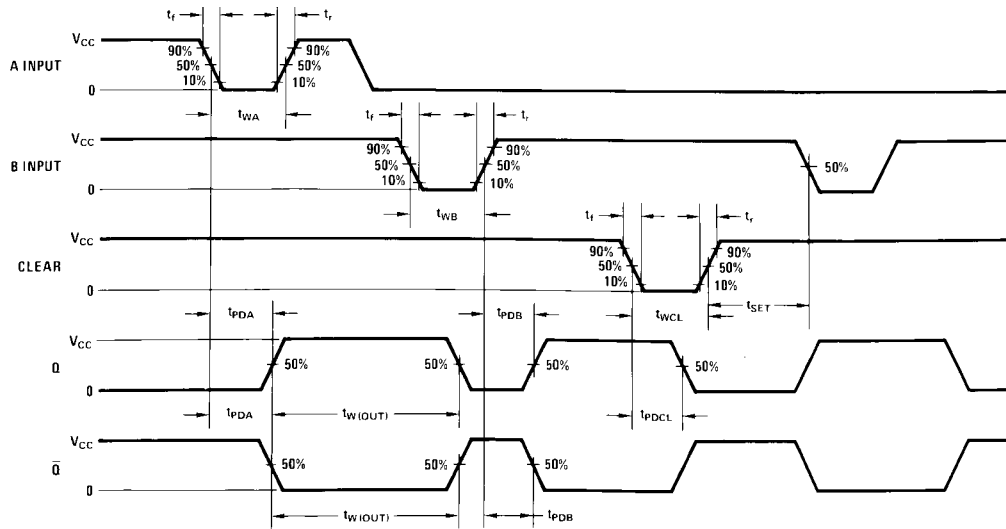 tf tr
VCC
90% 90%
A INPUT 50% 50%
10% 10%
0
tWA tf tr
VCC
90% 90%
B INPUT 50% 50% 50%
10% 10%
0
tWB tf tr
VCC
90% 90%
CLEAR 50% 50%
10% 10%
0
tPDA tPDB tWCL tSET
VCC
Q 50% 50% 50% 50%
0
tPDA tW(OUT) tPDCL
VCC
Q̅ 50% 50% 50%
0
tW(OUT) tPDB